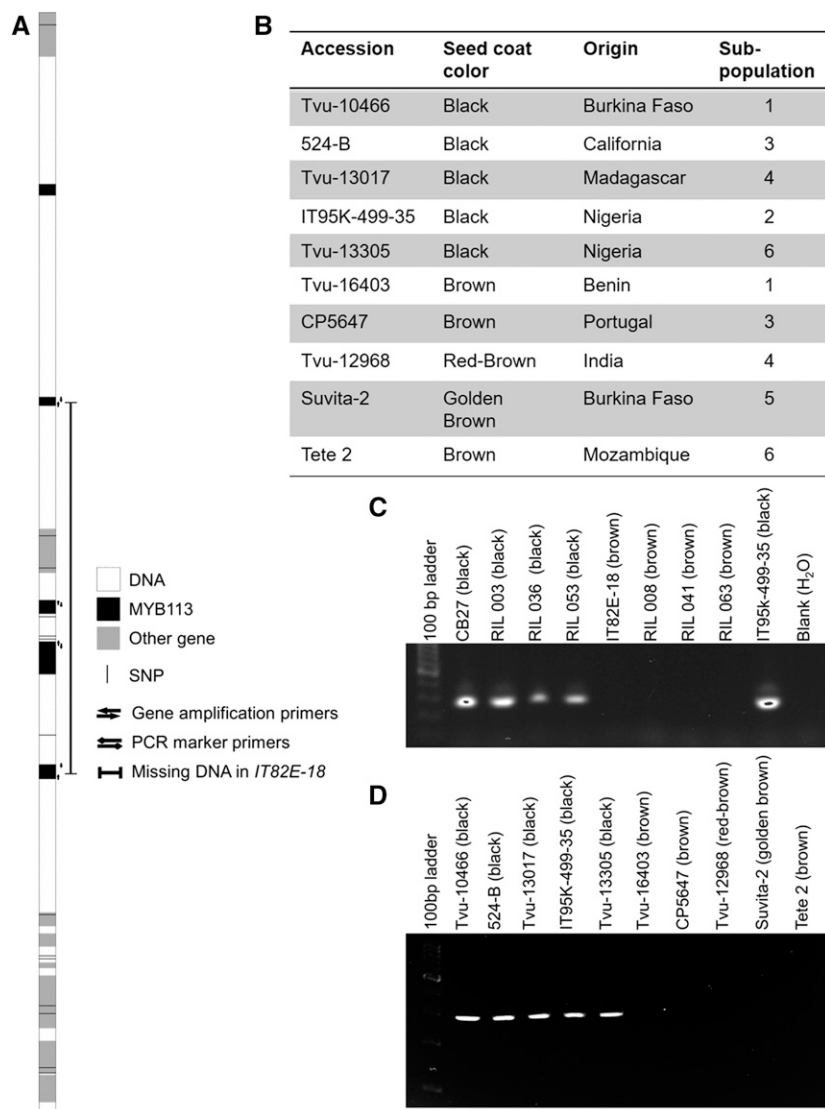 A
B
Accession Seed coat color Origin Sub-population
Tvu-10466 Black Burkina Faso 1
524-B Black California 3
Tvu-13017 Black Madagascar 4
IT95K-499-35 Black Nigeria 2
Tvu-13305 Black Nigeria 6
Tvu-16403 Brown Benin 1
CP5647 Brown Portugal 3
Tvu-12968 Red-Brown India 4
Suvita-2 Golden Brown Burkina Faso 5
Tete 2 Brown Mozambique 6
DNA
MYB113
Other gene
SNP
Gene amplification primers
PCR marker primers
Missing DNA in IT82E-18
C
100 bp ladder
CB27 (black)
RIL 003 (black)
RIL 036 (black)
RIL 053 (black)
IT82E-18 (brown)
RIL 008 (brown)
RIL 041 (brown)
RIL 063 (brown)
IT95k-499-35 (black)
Blank (H₂O)
D
100bp ladder
Tvu-10466 (black)
524-B (black)
Tvu-13017 (black)
IT95K-499-35 (black)
Tvu-13305 (black)
Tvu-16403 (brown)
CP5647 (brown)
Tvu-12968 (red-brown)
Suvita-2 (golden brown)
Tete 2 (brown)